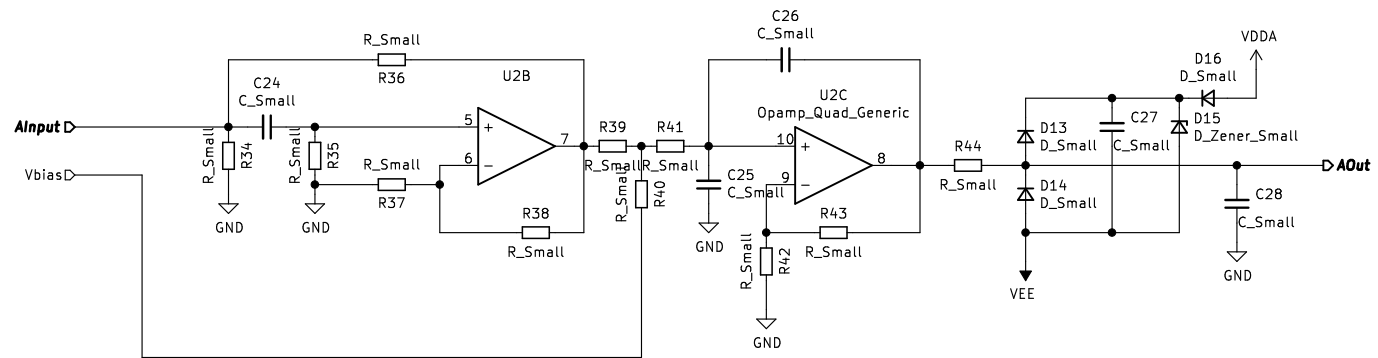 R_Small
R36
C24
C_Small
AInput
R_Small
R34
GND
R_Small
R35
GND
Vbias
R_Small
R37
U2B
5
+
6
−
7
R38
R_Small
R39
R_Small
R41
R_Small
R_Small
R40
C26
C_Small
C25
C_Small
GND
U2C
Opamp_Quad_Generic
10
+
9
−
8
R43
R_Small
R_Small
R42
GND
R44
R_Small
D13
D_Small
D14
D_Small
VEE
C27
C_Small
D16
D_Small
VDDA
D15
D_Zener_Small
AOut
C28
C_Small
GND